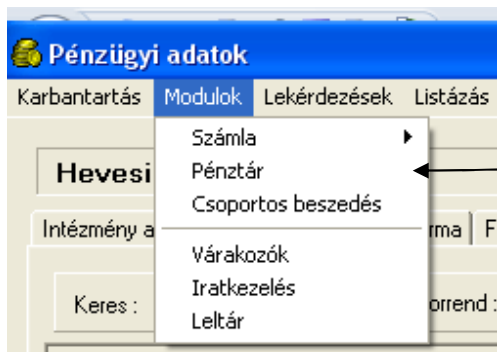 Pénzügyi adatok
Karbantartás Modulok Lekérdezések Listázás
Számla
Hevesi Pénztár
Csoportos beszedés
Intézmény a rma F
Várakozók
Keres : Iratkezelés orrend :
Leltár